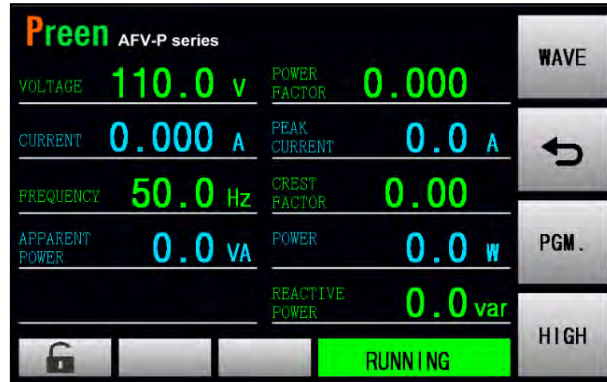 Preen AFV-P series
WAVE
VOLTAGE 110.0 V
POWER
FACTOR 0.000
CURRENT 0.000 A
PEAK
CURRENT 0.0 A
FREQUENCY 50.0 Hz
CREST
FACTOR 0.00
APPARENT
POWER 0.0 VA
POWER 0.0 W
PGM.
REACTIVE
POWER 0.0 var
HIGH
RUNNING